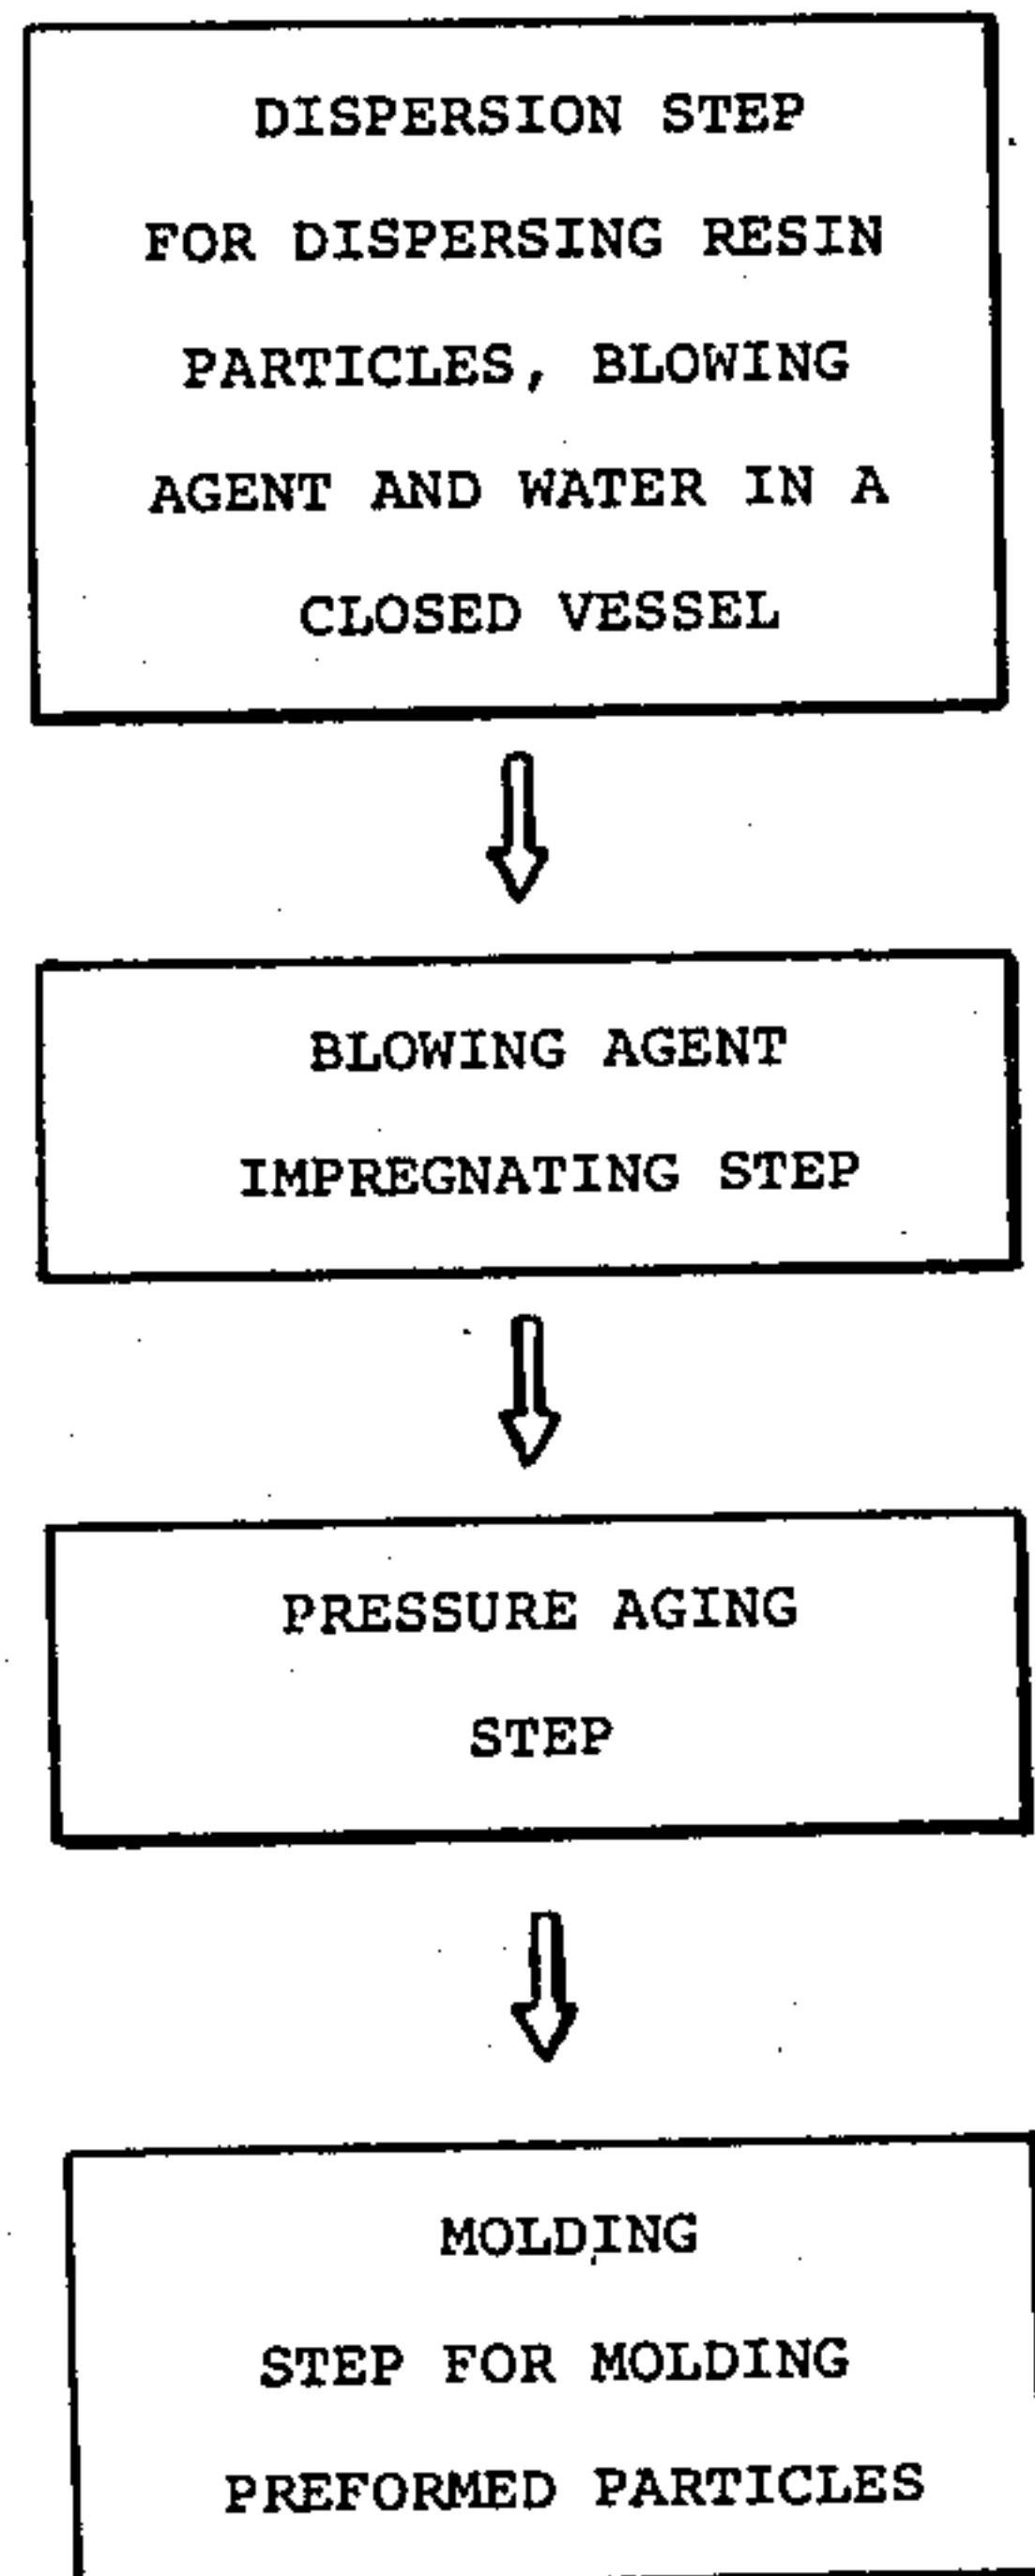 DISPERSION STEP
FOR DISPERSING RESIN
PARTICLES, BLOWING
AGENT AND WATER IN A
CLOSED VESSEL
BLOWING AGENT
IMPREGNATING STEP
PRESSURE AGING
STEP
MOLDING
STEP FOR MOLDING
PREFORMED PARTICLES